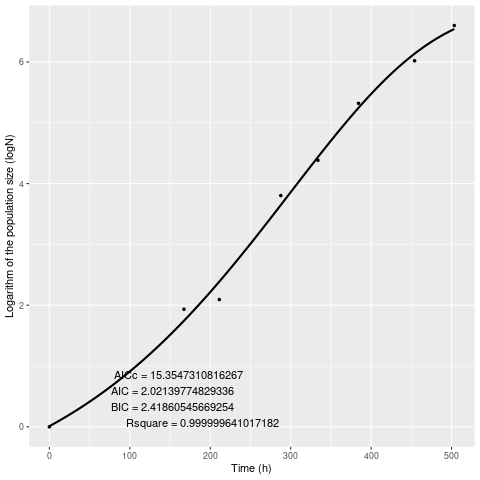 Logarithm of the population size (logN)
6
4
2
0
AICc = 15.3547310816267
AIC = 2.02139774829336
BIC = 2.41860545669254
Rsquare = 0.999999641017182
0 100 200 300 400 500
Time (h)